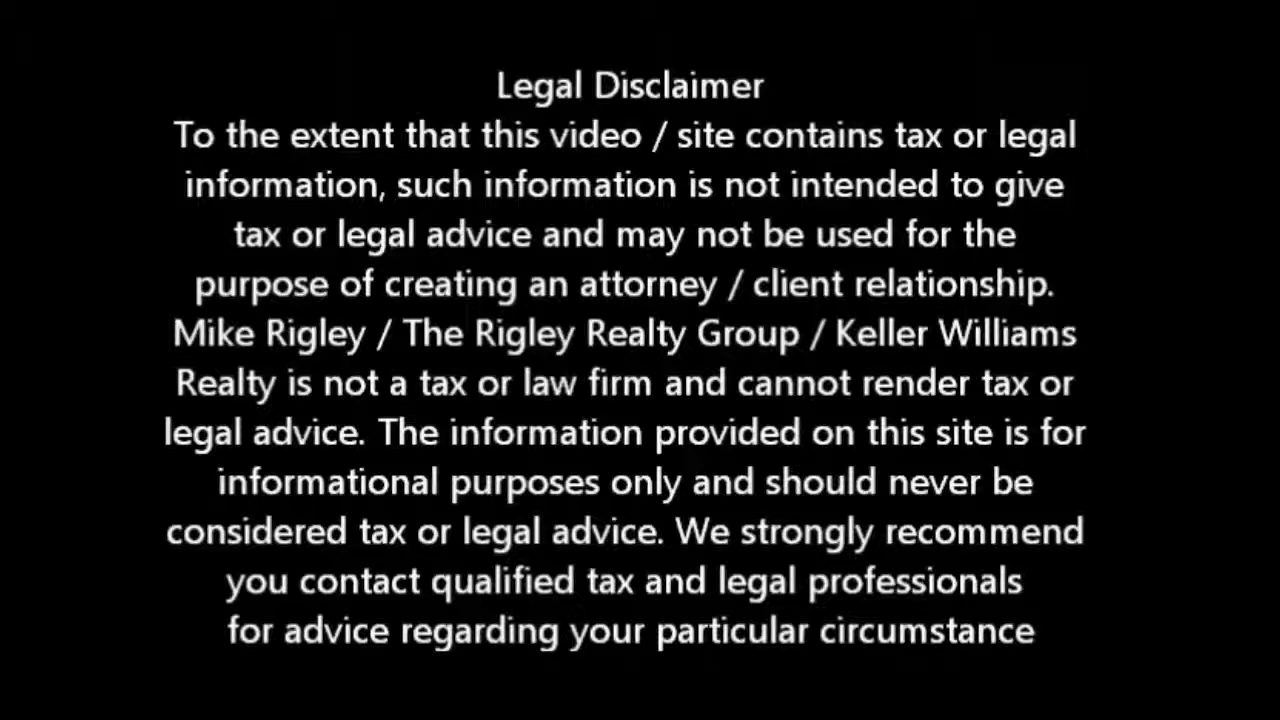 Legal Disclaimer
To the extent that this video / site contains tax or legal
information, such information is not intended to give
tax or legal advice and may not be used for the
purpose of creating an attorney / client relationship.
Mike Rigley / The Rigley Realty Group / Keller Williams
Realty is not a tax or law firm and cannot render tax or
legal advice. The information provided on this site is for
informational purposes only and should never be
considered tax or legal advice. We strongly recommend
you contact qualified tax and legal professionals
for advice regarding your particular circumstance